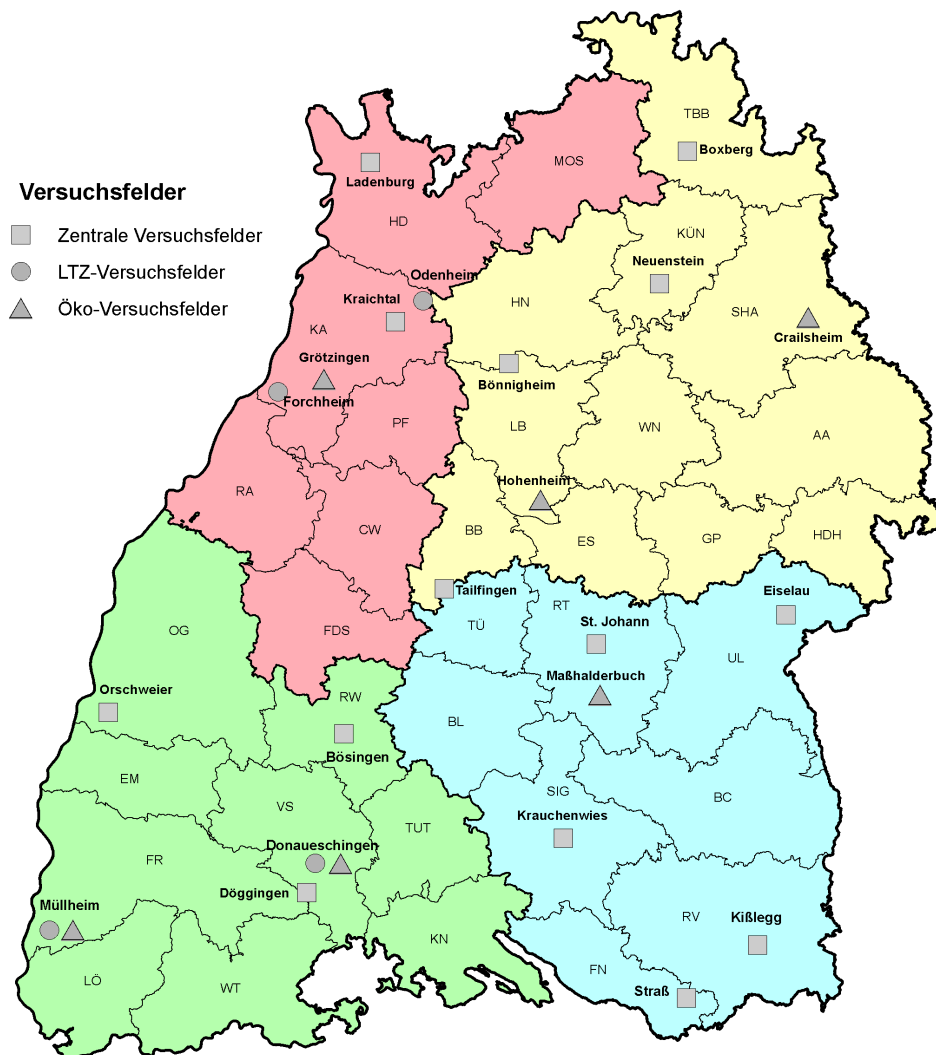 TBB
Boxberg
MOS
Ladenburg
Versuchsfelder
HD
KÜN
Zentrale Versuchsfelder
Neuenstein
LTZ-Versuchsfelder
Odenheim
Kraichtal
HN
Öko-Versuchsfelder
SHA
KA
Crailsheim
Grötzingen
Bönnigheim
Forchheim
PF
LB
WN
AA
Hohenheim
RA
CW
BB
ES
GP
HDH
Tailfingen
Eiselau
RT
TÜ
St. Johann
OG
FDS
UL
Maßhalderbuch
Orschweier
RW
BL
Bösingen
EM
SIG
BC
VS
Krauchenwies
TUT
Donaueschingen
FR
Döggingen
Müllheim
RV
Kißlegg
KN
FN
LÖ
WT
Straß